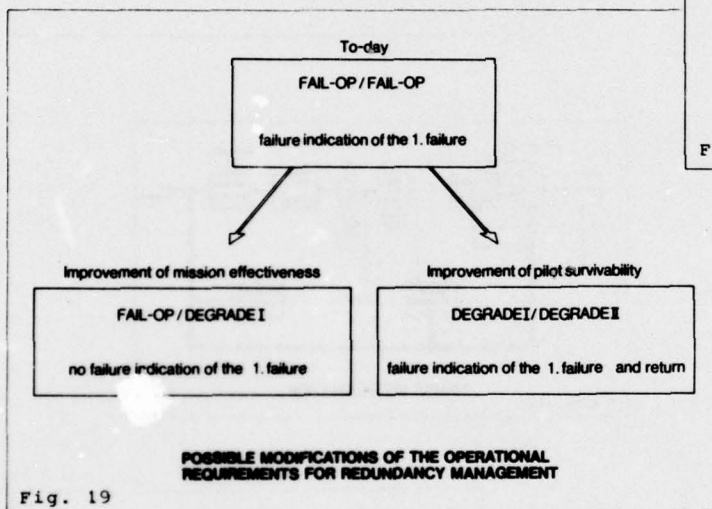 To-day
FAIL-OP / FAIL-OP
failure indication of the 1. failure
F
Improvement of mission effectiveness
FAIL-OP / DEGRADE I
no failure indication of the 1. failure
Improvement of pilot survivability
DEGRADE I / DEGRADE II
failure indication of the 1. failure and return
POSSIBLE MODIFICATIONS OF THE OPERATIONAL
REQUIREMENTS FOR REDUNDANCY MANAGEMENT
Fig. 19